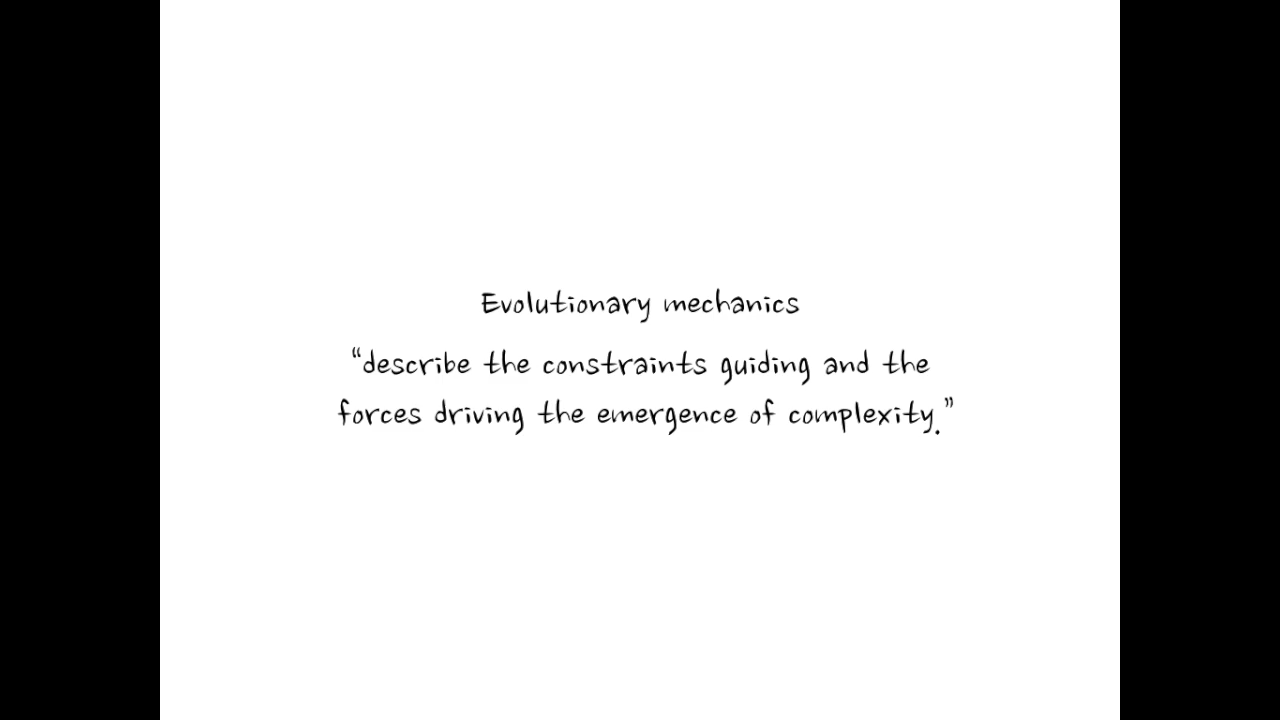 Evolutionary mechanics
“describe the constraints guiding and the
forces driving the emergence of complexity.”